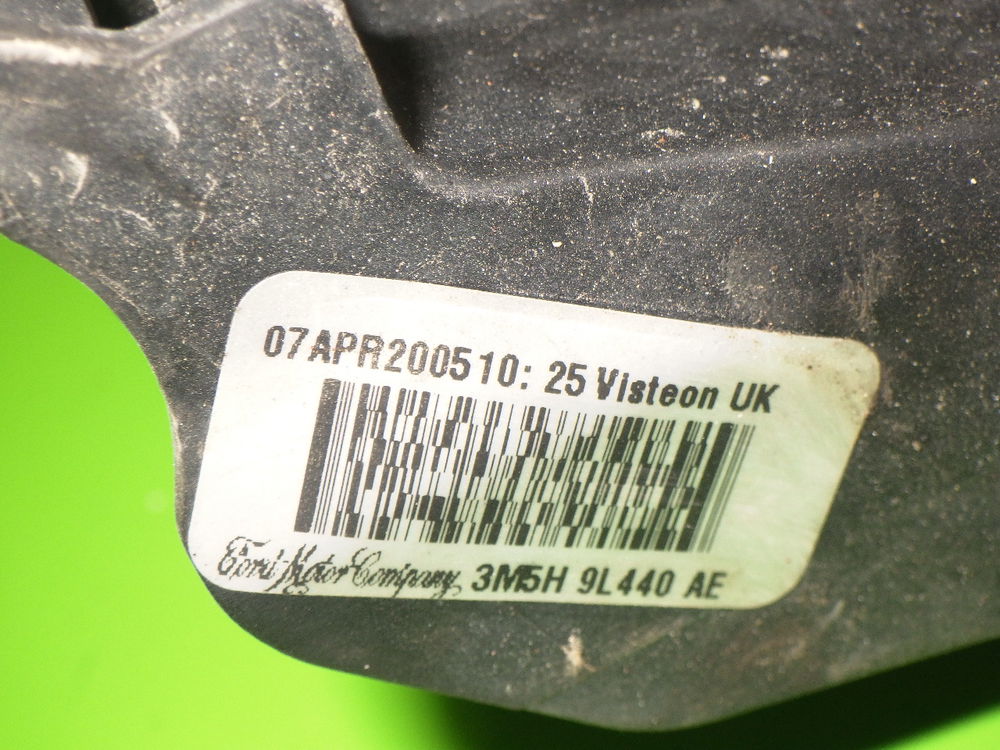 07APR200510: 25 Visteon UK
Ford Motor Company 3M5H 9L440 AE